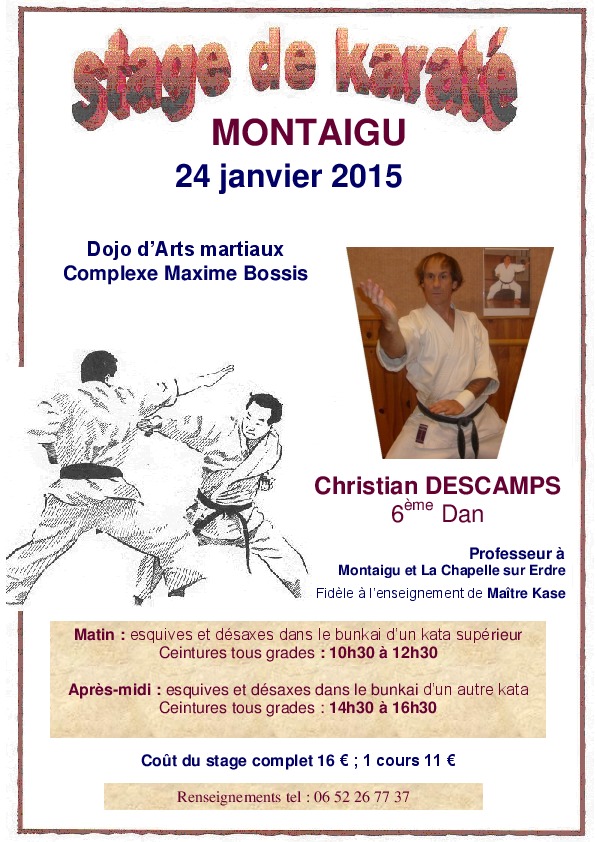 stage de karaté
MONTAIGU
24 janvier 2015
Dojo d'Arts martiaux
Complexe Maxime Bossis
Christian DESCAMPS
6ème Dan
Professeur à
Montaigu et La Chapelle sur Erdre
Fidèle à l'enseignement de Maître Kase
Matin : esquives et désaxes dans le bunkai d'un kata supérieur
Ceintures tous grades : 10h30 à 12h30
Après-midi : esquives et désaxes dans le bunkai d'un autre kata
Ceintures tous grades : 14h30 à 16h30
Coût du stage complet 16 € ; 1 cours 11 €
Renseignements tel : 06 52 26 77 37